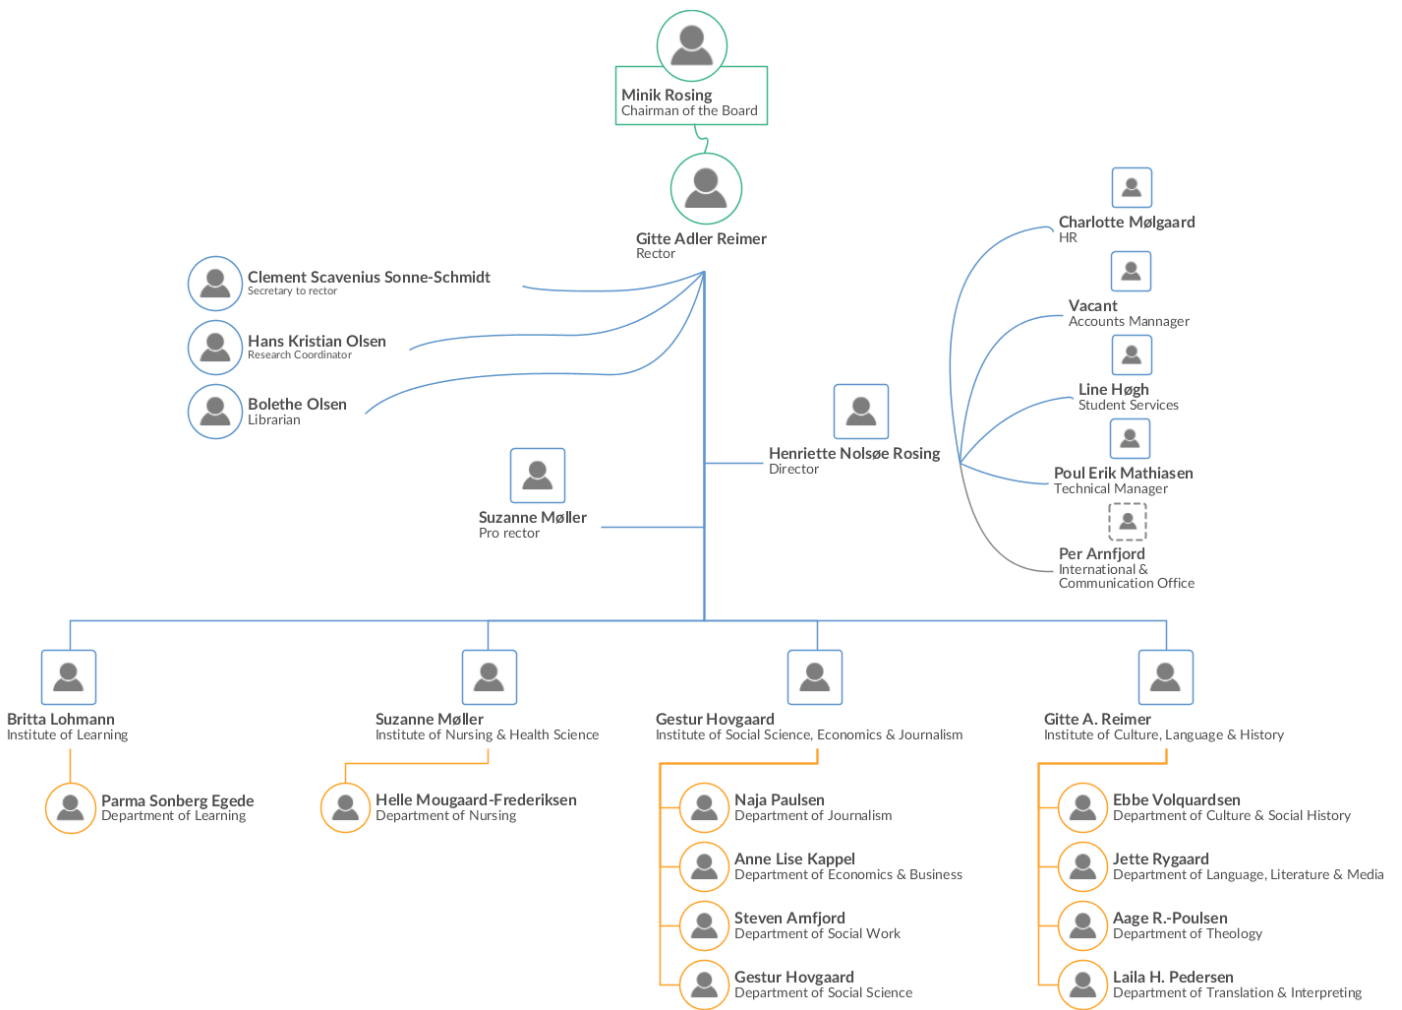 Minik Rosing
Chairman of the Board
Gitte Adler Reimer
Rector
Clement Scavenius Sonne-Schmidt
Secretary to rector
Hans Kristian Olsen
Research Coordinator
Bolethe Olsen
Librarian
Suzanne Møller
Pro rector
Henriette Nolsøe Rosing
Director
Charlotte Mølgaard
HR
Vacant
Accounts Mannager
Line Høgh
Student Services
Poul Erik Mathiasen
Technical Manager
Per Arnfjord
International &
Communication Office
Britta Lohmann
Institute of Learning
Parma Sonberg Egede
Department of Learning
Suzanne Møller
Institute of Nursing & Health Science
Helle Mougaard-Frederiksen
Department of Nursing
Gestur Hovgaard
Institute of Social Science, Economics & Journalism
Naja Paulsen
Department of Journalism
Anne Lise Kappel
Department of Economics & Business
Steven Arnfjord
Department of Social Work
Gestur Hovgaard
Department of Social Science
Gitte A. Reimer
Institute of Culture, Language & History
Ebbe Volquardsen
Department of Culture & Social History
Jette Rygaard
Department of Language, Literature & Media
Aage R.-Poulsen
Department of Theology
Laila H. Pedersen
Department of Translation & Interpreting